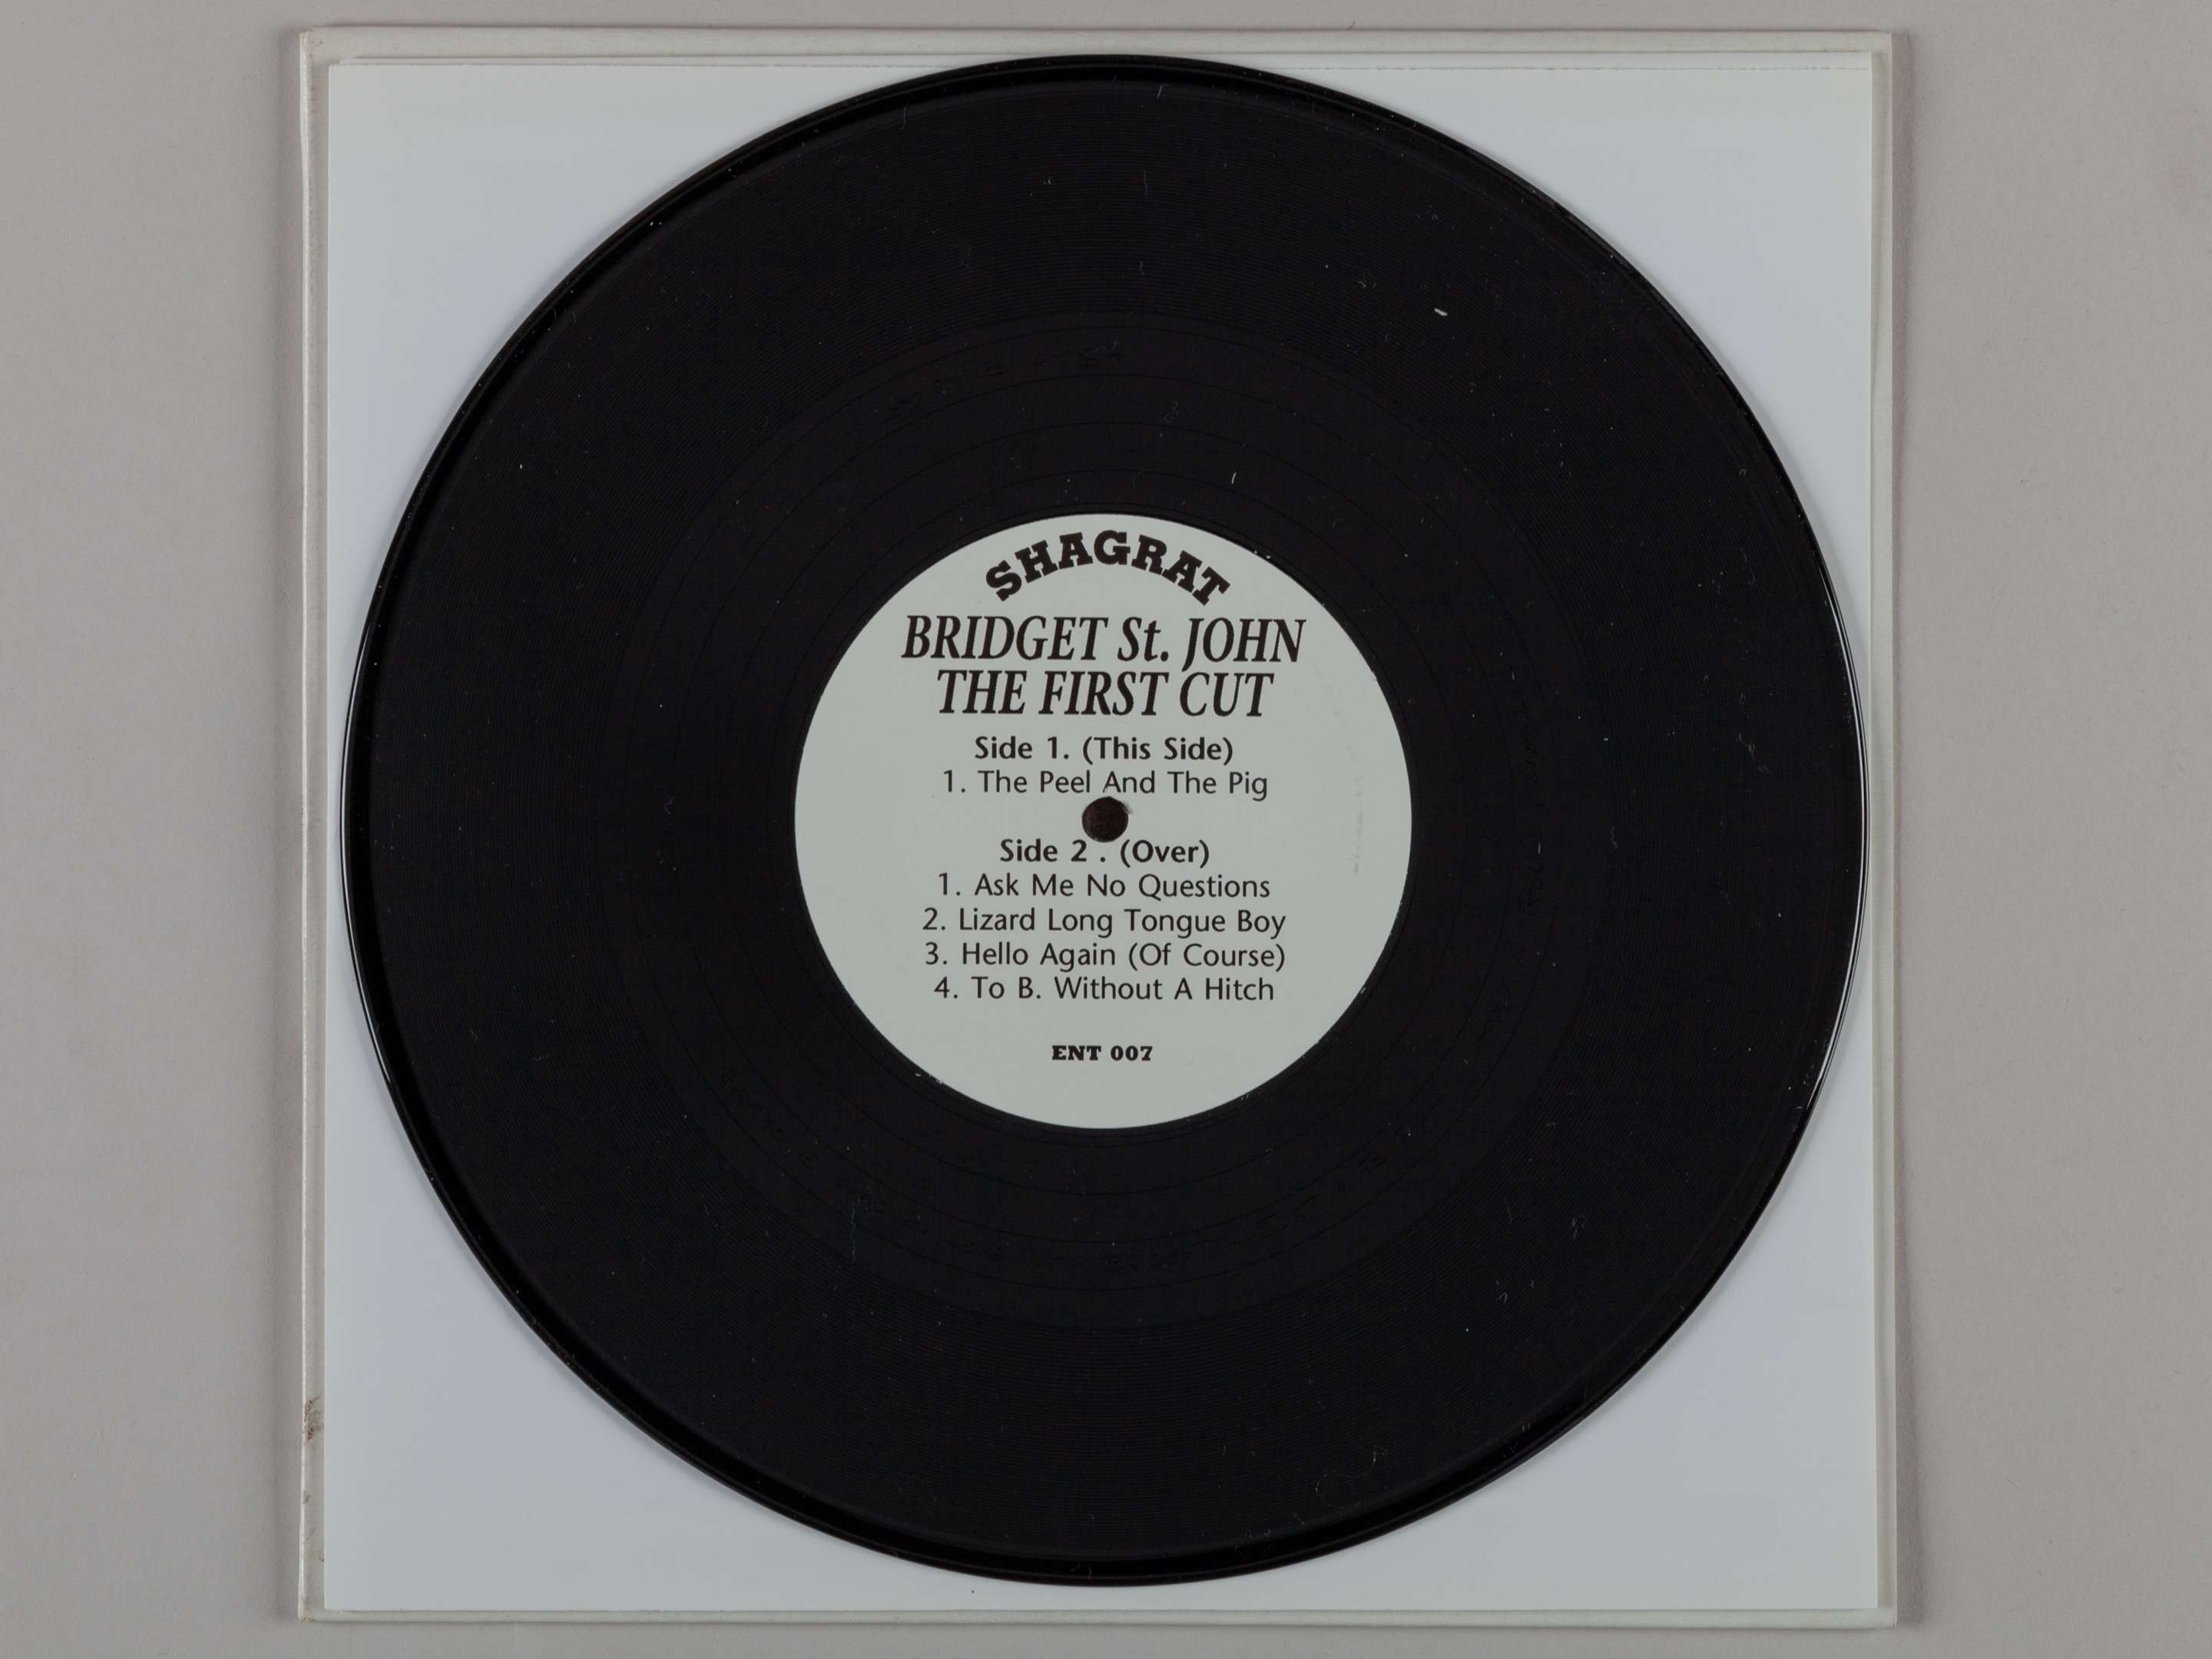 SHAGRAT
BRIDGET St. JOHN
THE FIRST CUT
Side 1. (This Side)
1. The Peel And The Pig
Side 2 . (Over)
1. Ask Me No Questions
2. Lizard Long Tongue Boy
3. Hello Again (Of Course)
4. To B. Without A Hitch
ENT 007